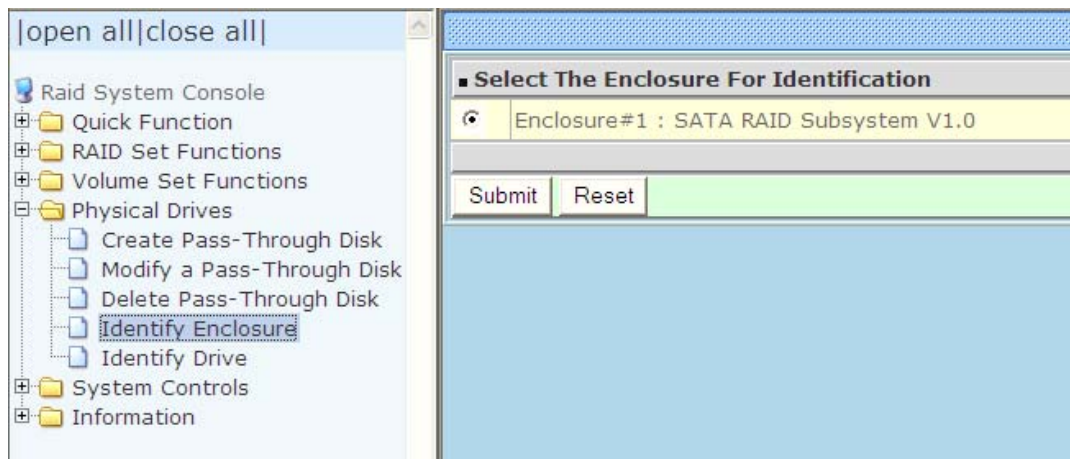 |open all|close all|
Raid System Console
Quick Function
RAID Set Functions
Volume Set Functions
Physical Drives
Create Pass-Through Disk
Modify a Pass-Through Disk
Delete Pass-Through Disk
Identify Enclosure
Identify Drive
System Controls
Information
Select The Enclosure For Identification
Enclosure#1 : SATA RAID Subsystem V1.0
Submit Reset